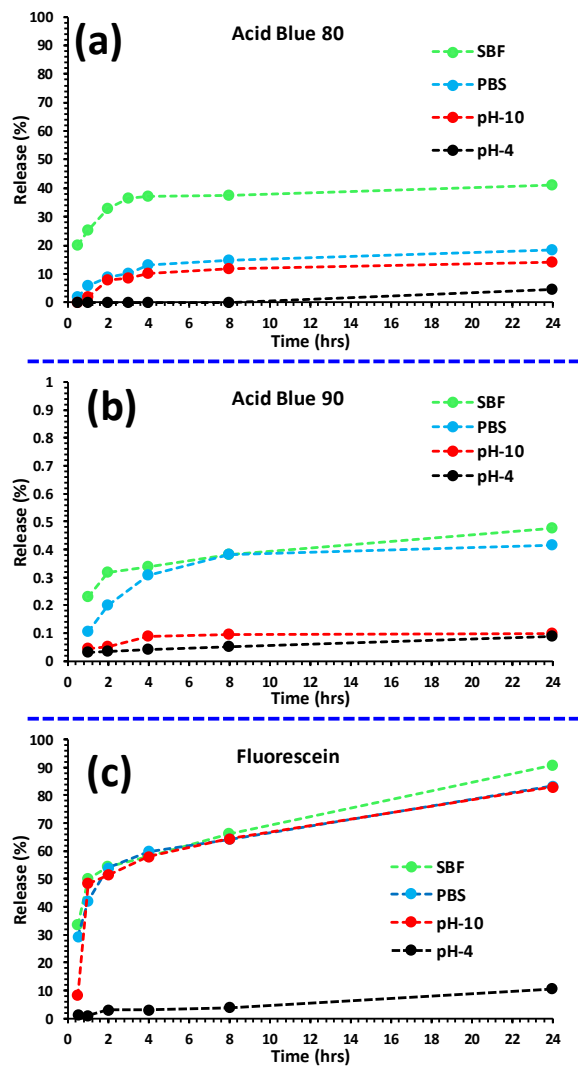 (a)
Acid Blue 80
SBF
PBS
pH-10
pH-4
Release (%)
100
90
80
70
60
50
40
30
20
10
0
0 2 4 6 8 10 12 14 16 18 20 22 24
Time (hrs)
(b)
Acid Blue 90
SBF
PBS
pH-10
pH-4
Release (%)
1
0.9
0.8
0.7
0.6
0.5
0.4
0.3
0.2
0.1
0
0 2 4 6 8 10 12 14 16 18 20 22 24
Time (hrs)
(c)
Fluorescein
SBF
PBS
pH-10
pH-4
Release (%)
100
90
80
70
60
50
40
30
20
10
0
0 2 4 6 8 10 12 14 16 18 20 22 24
Time (hrs)